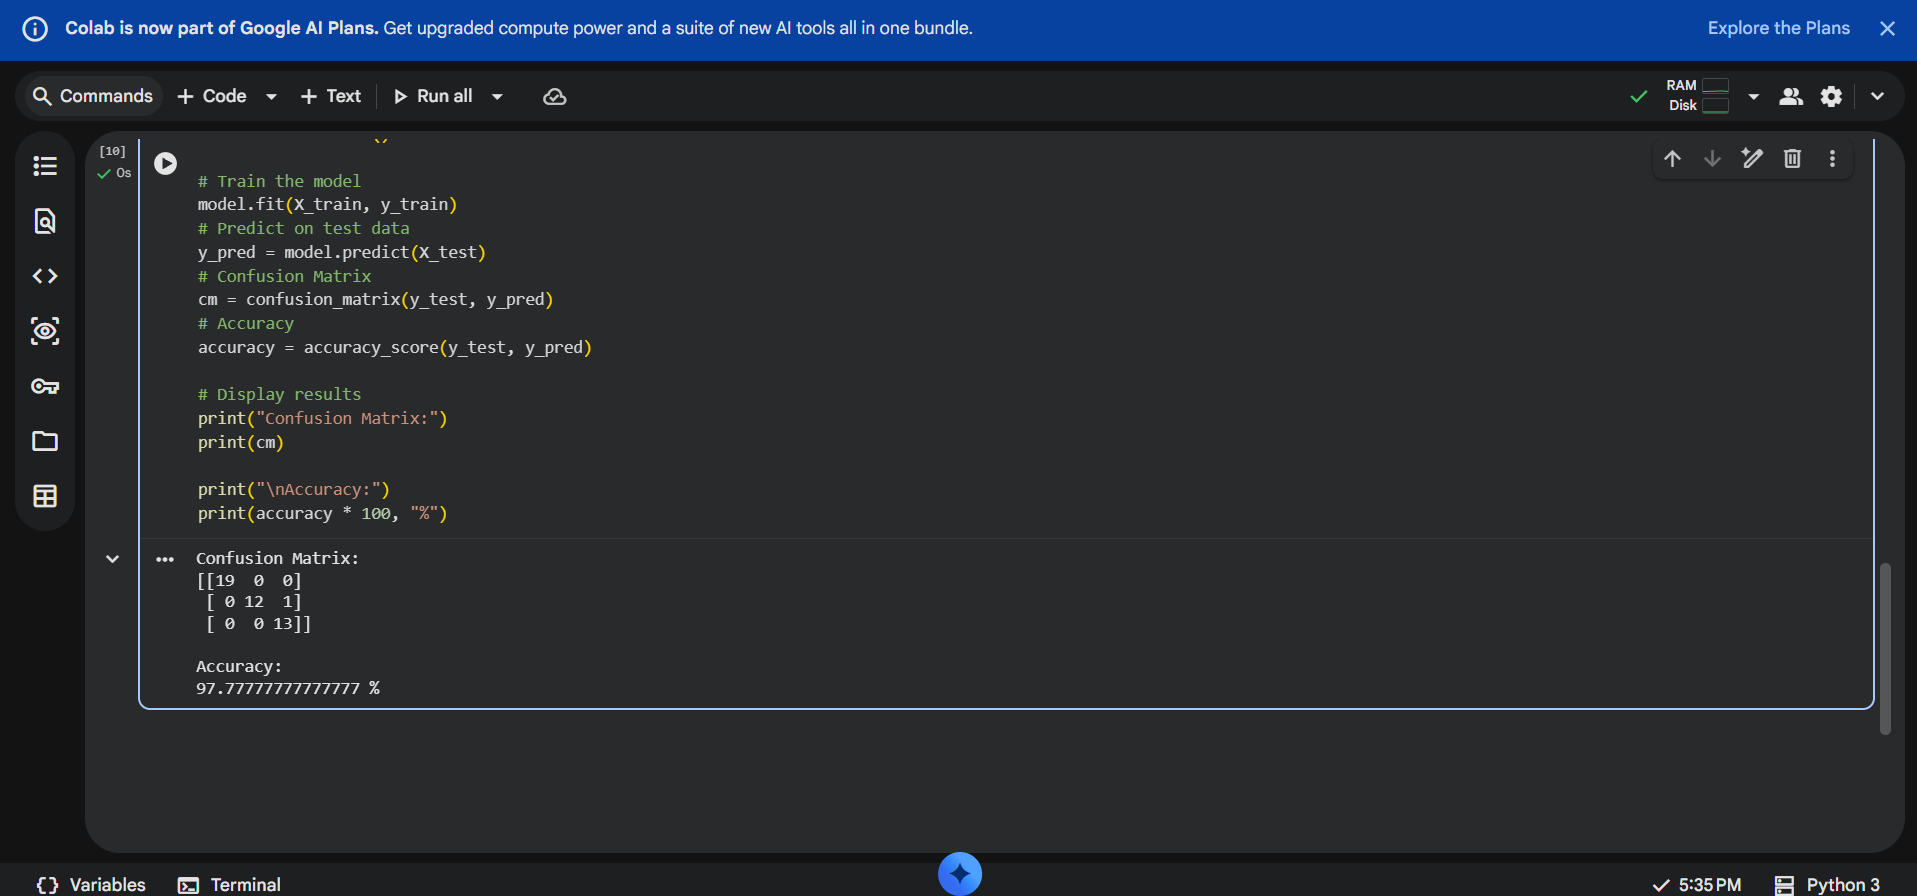 Colab is now part of Google AI Plans. Get upgraded compute power and a suite of new AI tools all in one bundle.
Explore the Plans
Commands
+ Code
+ Text
Run all
RAM
Disk
[10]
0s
# Train the model
model.fit(X_train, y_train)
# Predict on test data
y_pred = model.predict(X_test)
# Confusion Matrix
cm = confusion_matrix(y_test, y_pred)
# Accuracy
accuracy = accuracy_score(y_test, y_pred)
# Display results
print("Confusion Matrix:")
print(cm)
print("\nAccuracy:")
print(accuracy * 100, "%")
Confusion Matrix:
[[19  0  0]
 [ 0 12  1]
 [ 0  0 13]]
Accuracy:
97.77777777777777 %
Variables
Terminal
5:35 PM
Python 3